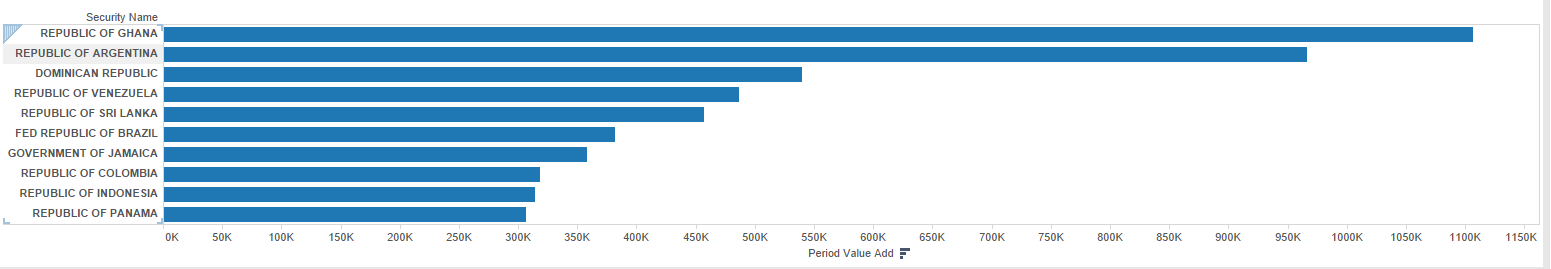 Security Name
REPUBLIC OF GHANA
REPUBLIC OF ARGENTINA
DOMINICAN REPUBLIC
REPUBLIC OF VENEZUELA
REPUBLIC OF SRI LANKA
FED REPUBLIC OF BRAZIL
GOVERNMENT OF JAMAICA
REPUBLIC OF COLOMBIA
REPUBLIC OF INDONESIA
REPUBLIC OF PANAMA
0K 50K 100K 150K 200K 250K 300K 350K 400K 450K 500K 550K 600K 650K 700K 750K 800K 850K 900K 950K 1000K 1050K 1100K 1150K
Period Value Add